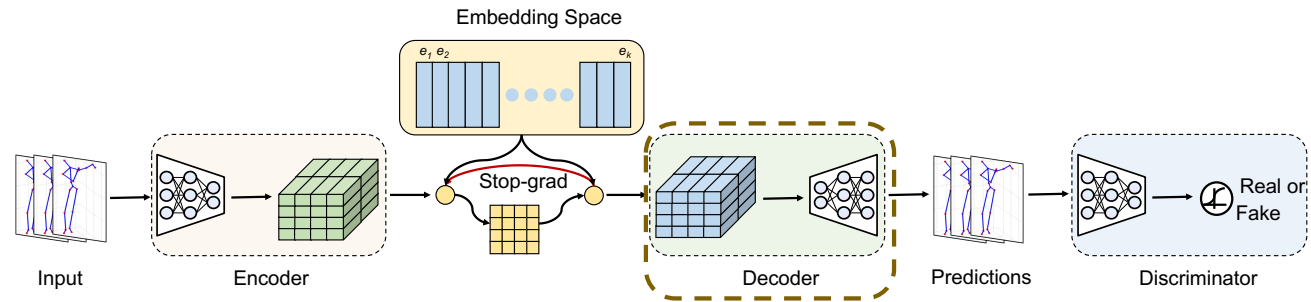 Embedding Space
e1 e2 ek
Stop-grad
Real or
Fake
Input
Encoder
Decoder
Predictions
Discriminator